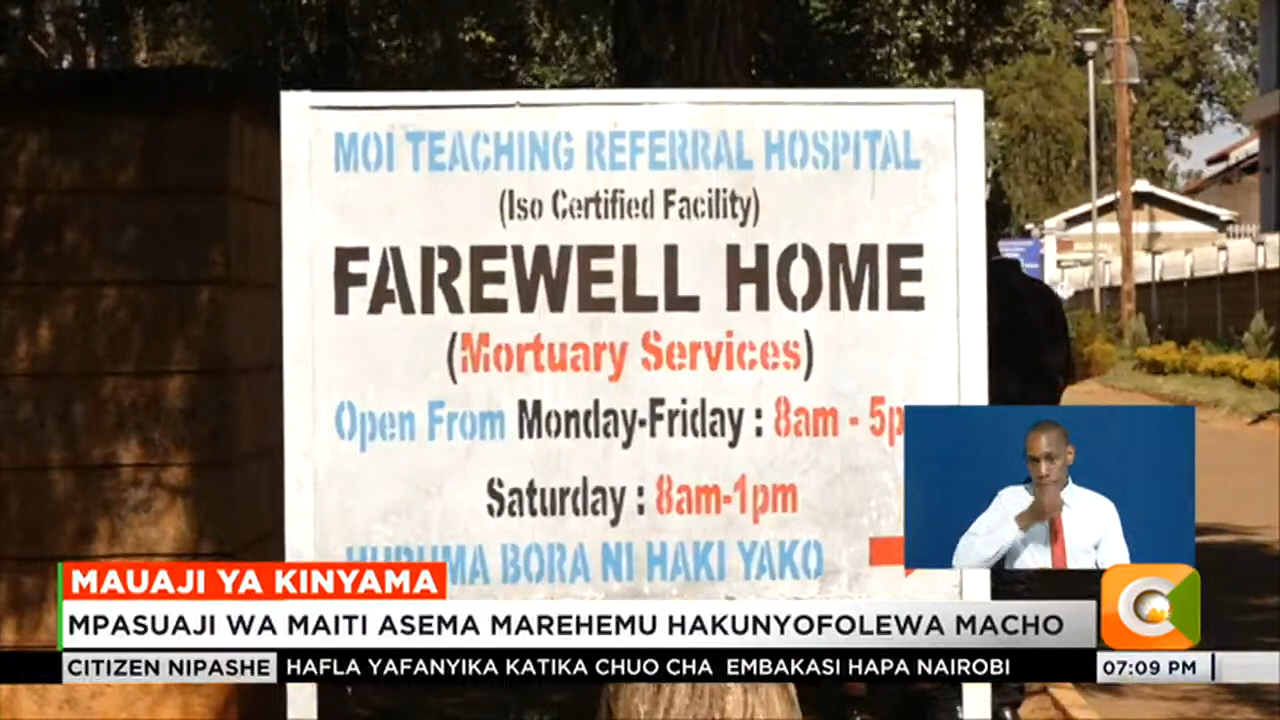 MOI TEACHING REFERRAL HOSPITAL
(Iso Certified Facility)
FAREWELL HOME
(Mortuary Services)
Open From Monday-Friday : 8am - 5p
Saturday : 8am-1pm
BORA NI HAKI YAKO
MAUAJI YA KINYAMA
MPASUAJI WA MAITI ASEMA MAREHEMU HAKUNYOFOLEWA MACHO
CITIZEN NIPASHE HAFLA YAFANYIKA KATIKA CHUO CHA EMBAKASI HAPA NAIROBI 07:09 PM